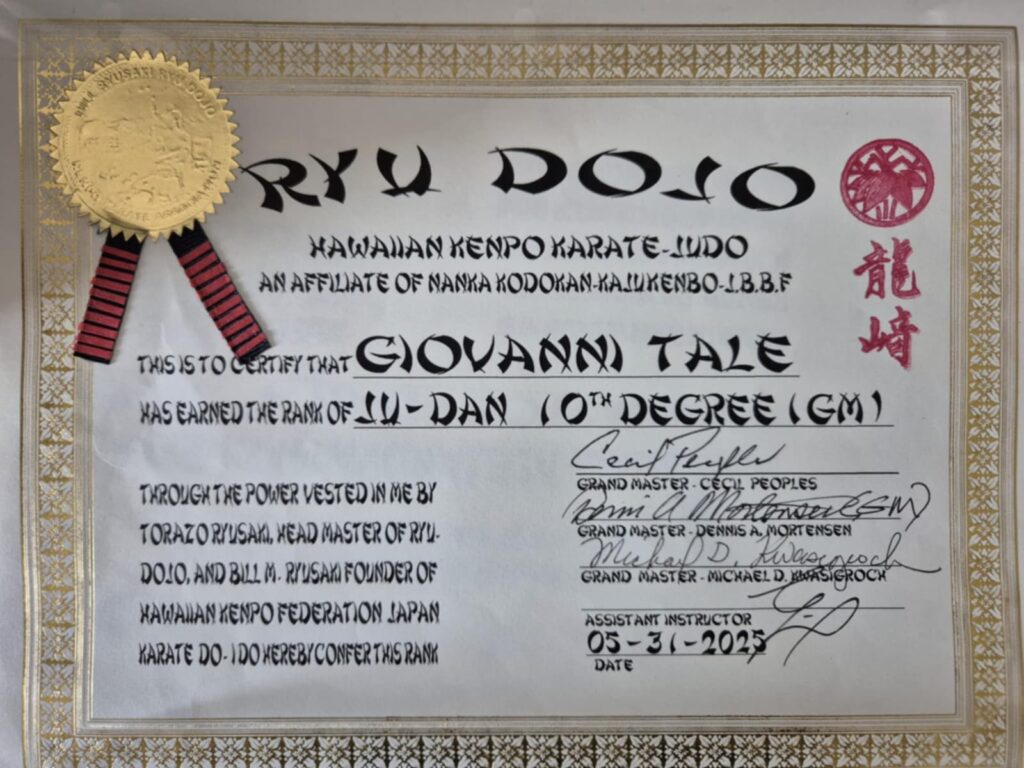 RYU DOJO
HAWAIIAN KENPO KARATE-JUDO
AN AFFILIATE OF NANKA KODOKAN-KAJUKENBO-J.B.B.F
龍
崎
THIS IS TO CERTIFY THAT GIOVANNI TALE
HAS EARNED THE RANK OF JU-DAN 10TH DEGREE (GM)
THROUGH THE POWER VESTED IN ME BY
TORAZO RYUSAKI, HEAD MASTER OF RYU-
DOJO, AND BILL M. RYUSAKI FOUNDER OF
HAWAIIAN KENPO FEDERATION JAPAN
KARATE DO- I DO HEREBY CONFER THIS RANK
Cecil Peoples
GRAND MASTER - CECIL PEOPLES
Dennis A Mortensen (GM)
GRAND MASTER - DENNIS A. MORTENSEN
Michael D. Kwasigroch
GRAND MASTER - MICHAEL D. KWASIGROCH
ASSISTANT INSTRUCTOR
05-31-2025
DATE